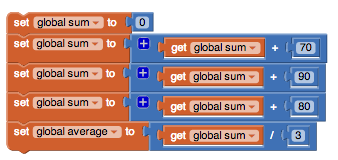 set global sum to 0
set global sum to get global sum + 70
set global sum to get global sum + 90
set global sum to get global sum + 80
set global average to get global sum / 3